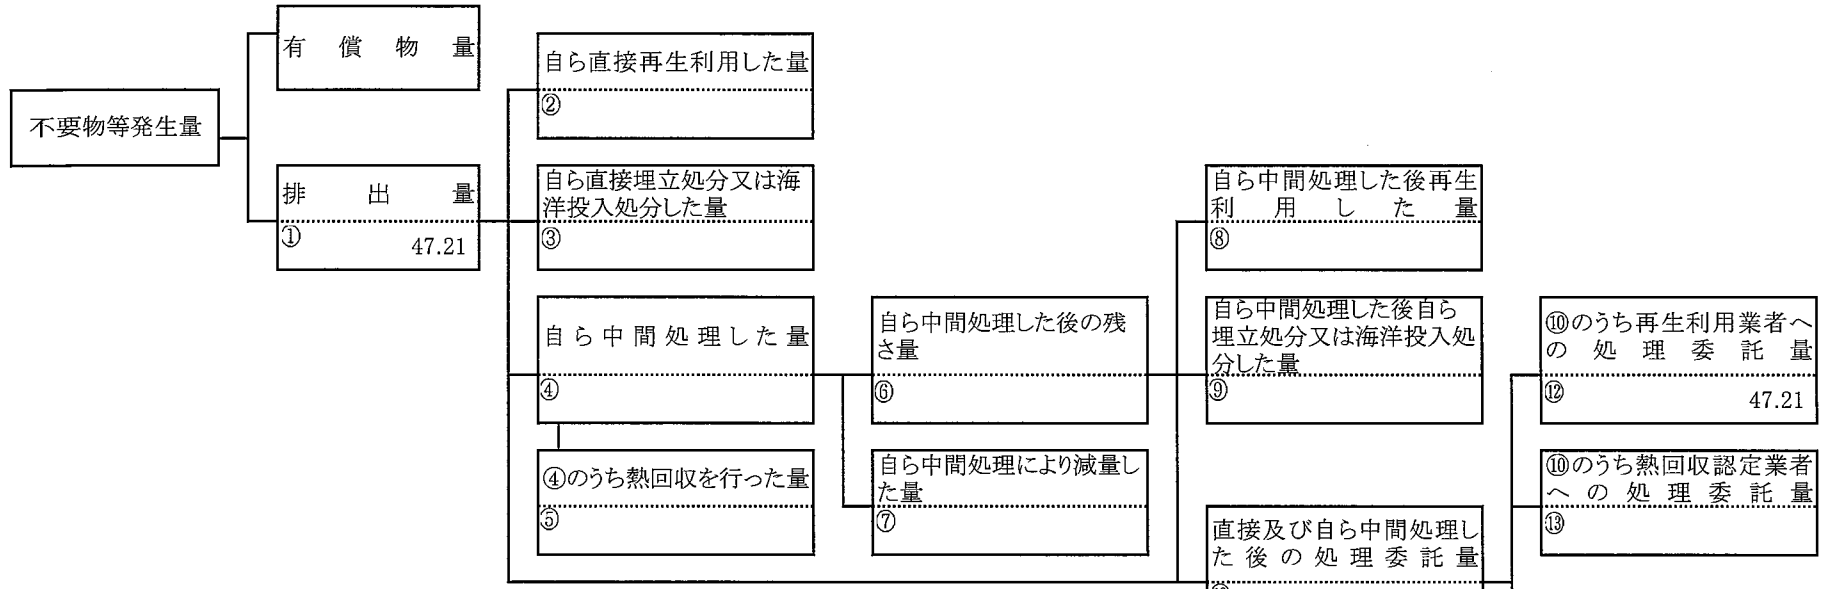 有償物量
不要物等発生量
排出量
①
47.21
自ら直接再生利用した量
②
自ら直接埋立処分又は海
洋投入処分した量
③
自ら中間処理した量
④
④のうち熱回収を行った量
⑤
自ら中間処理した後の残
さ量
⑥
自ら中間処理により減量し
た量
⑦
自ら中間処理した後再生
利用した量
⑧
自ら中間処理した後自ら
埋立処分又は海洋投入処
分した量
⑨
直接及び自ら中間処理し
た後の処理委託量
⑩のうち再生利用業者へ
の処理委託量
⑫
47.21
⑩のうち熱回収認定業者
への処理委託量
⑬